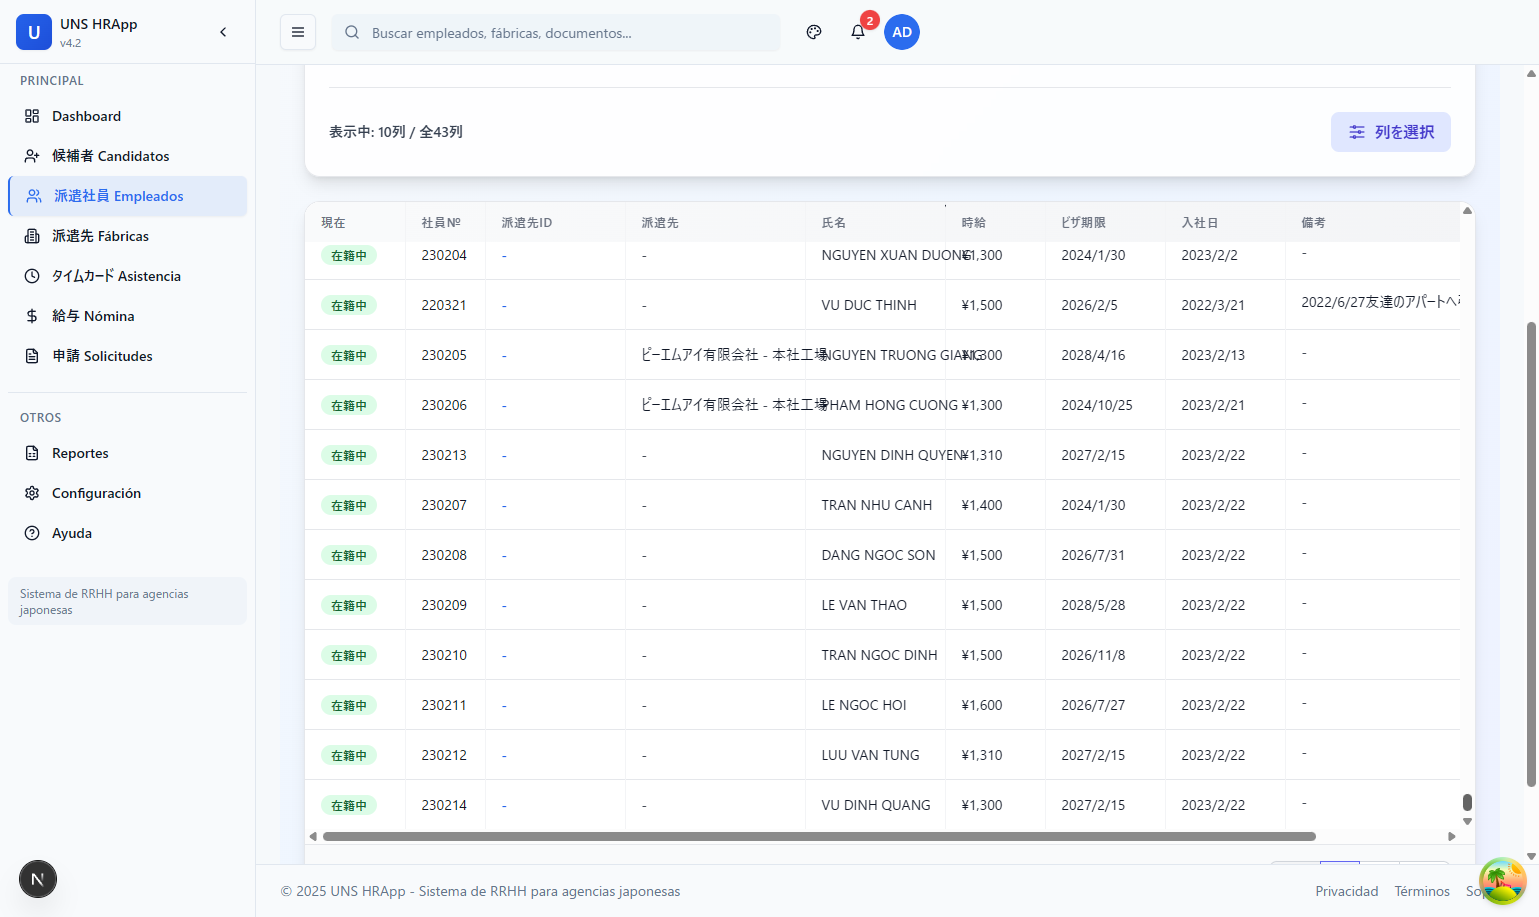 U
UNS HRApp
v4.2
Buscar empleados, fábricas, documentos...
2
AD
PRINCIPAL
Dashboard
候補者 Candidatos
派遣社員 Empleados
派遣先 Fábricas
タイムカード Asistencia
給与 Nómina
申請 Solicitudes
OTROS
Reportes
Configuración
Ayuda
Sistema de RRHH para agencias
japonesas
N
表示中: 10列 / 全43列
列を選択
現在 社員№ 派遣先ID 派遣先 氏名 時給 ビザ期限 入社日 備考
在籍中 230204 - - NGUYEN XUAN DUONG ¥1,300 2024/1/30 2023/2/2 -
在籍中 220321 - - VU DUC THINH ¥1,500 2026/2/5 2022/3/21 2022/6/27友達のアパートへ
在籍中 230205 - ピーエムアイ有限会社 - 本社工場 NGUYEN TRUONG GIANG ¥1,300 2028/4/16 2023/2/13 -
在籍中 230206 - ピーエムアイ有限会社 - 本社工場 PHAM HONG CUONG ¥1,300 2024/10/25 2023/2/21 -
在籍中 230213 - - NGUYEN DINH QUYEN ¥1,310 2027/2/15 2023/2/22 -
在籍中 230207 - - TRAN NHU CANH ¥1,400 2024/1/30 2023/2/22 -
在籍中 230208 - - DANG NGOC SON ¥1,500 2026/7/31 2023/2/22 -
在籍中 230209 - - LE VAN THAO ¥1,500 2028/5/28 2023/2/22 -
在籍中 230210 - - TRAN NGOC DINH ¥1,500 2026/11/8 2023/2/22 -
在籍中 230211 - - LE NGOC HOI ¥1,600 2026/7/27 2023/2/22 -
在籍中 230212 - - LUU VAN TUNG ¥1,310 2027/2/15 2023/2/22 -
在籍中 230214 - - VU DINH QUANG ¥1,300 2027/2/15 2023/2/22 -
© 2025 UNS HRApp - Sistema de RRHH para agencias japonesas
Privacidad Términos